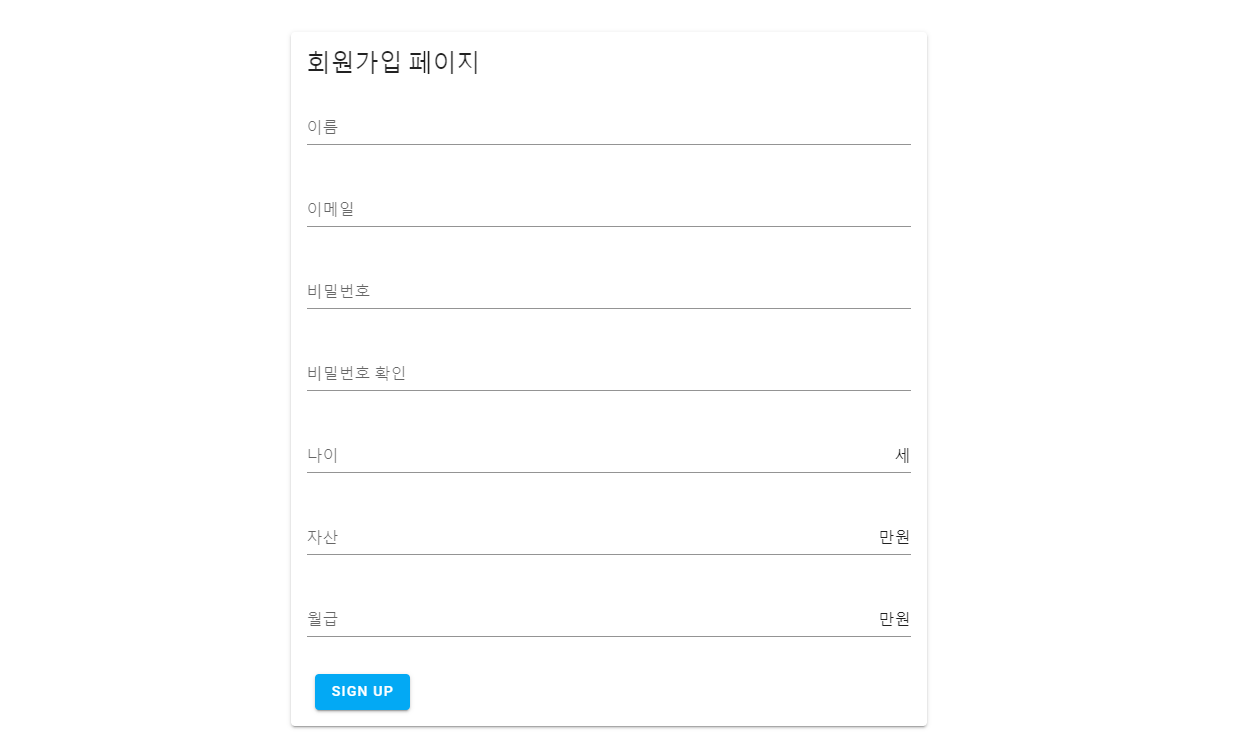 회원가입 페이지
이름
이메일
비밀번호
비밀번호 확인
나이 세
자산 만원
월급 만원
SIGN UP